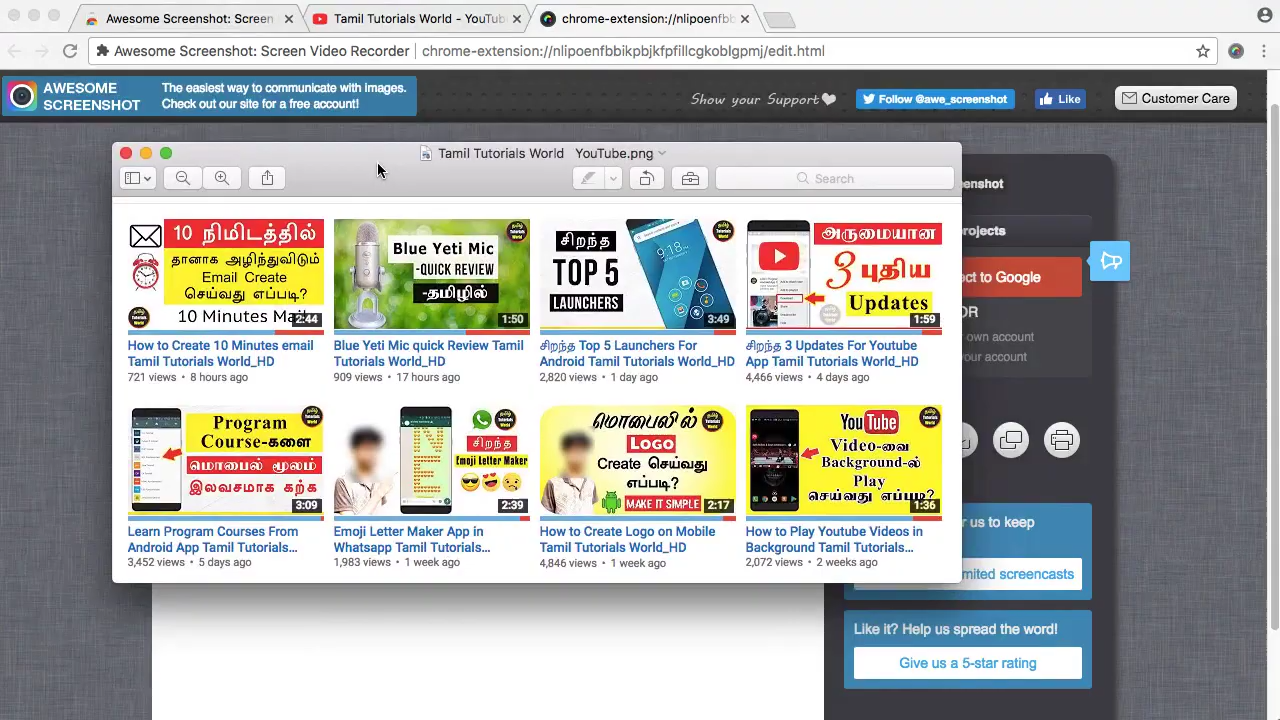 Awesome Screenshot: Screen
Tamil Tutorials World - YouTub
chrome-extension://nlipoenfbb
Awesome Screenshot: Screen Video Recorder
chrome-extension://nlipoenfbbikpbjkfpfillcgkoblgpmj/edit.html
AWESOME
SCREENSHOT
The easiest way to communicate with images.
Check out our site for a free account!
Show your Support
Follow @awe_screenshot
Like
Customer Care
Tamil Tutorials World YouTube.png
Search
enshot
rojects
ect to Google
OR
own account
your account
10 நிமிடத்தில்
தானாக அழிந்துவிடும்
Email Create
செய்வது எப்படி?
10 Minutes Mail
2:44
Blue Yeti Mic
-QUICK REVIEW
-தமிழில்
1:50
சிறந்த
TOP 5
LAUNCHERS
3:49
அருமையான
3 புதிய
Updates
1:59
How to Create 10 Minutes email
Tamil Tutorials World_HD
721 views • 8 hours ago
Blue Yeti Mic quick Review Tamil
Tutorials World_HD
909 views • 17 hours ago
சிறந்த Top 5 Launchers For
Android Tamil Tutorials World_HD
2,820 views • 1 day ago
சிறந்த 3 Updates For Youtube
App Tamil Tutorials World_HD
4,466 views • 4 days ago
Program
Course-களை
மொபைல் மூலம்
இலவசமாக கற்க
3:09
சிறந்த
Emoji Letter Maker
2:39
மொபைலில்
LOGO
Create செய்வது
எப்படி?
MAKE IT SIMPLE
2:17
YouTube
Video-வை
Background-ல்
Play
செய்வது எப்படி?
1:36
Learn Program Courses From
Android App Tamil Tutorials...
3,452 views • 5 days ago
Emoji Letter Maker App in
Whatsapp Tamil Tutorials...
1,983 views • 1 week ago
How to Create Logo on Mobile
Tamil Tutorials World_HD
4,846 views • 1 week ago
How to Play Youtube Videos in
Background Tamil Tutorials...
2,072 views • 2 weeks ago
r us to keep
mited screencasts
Like it? Help us spread the word!
Give us a 5-star rating